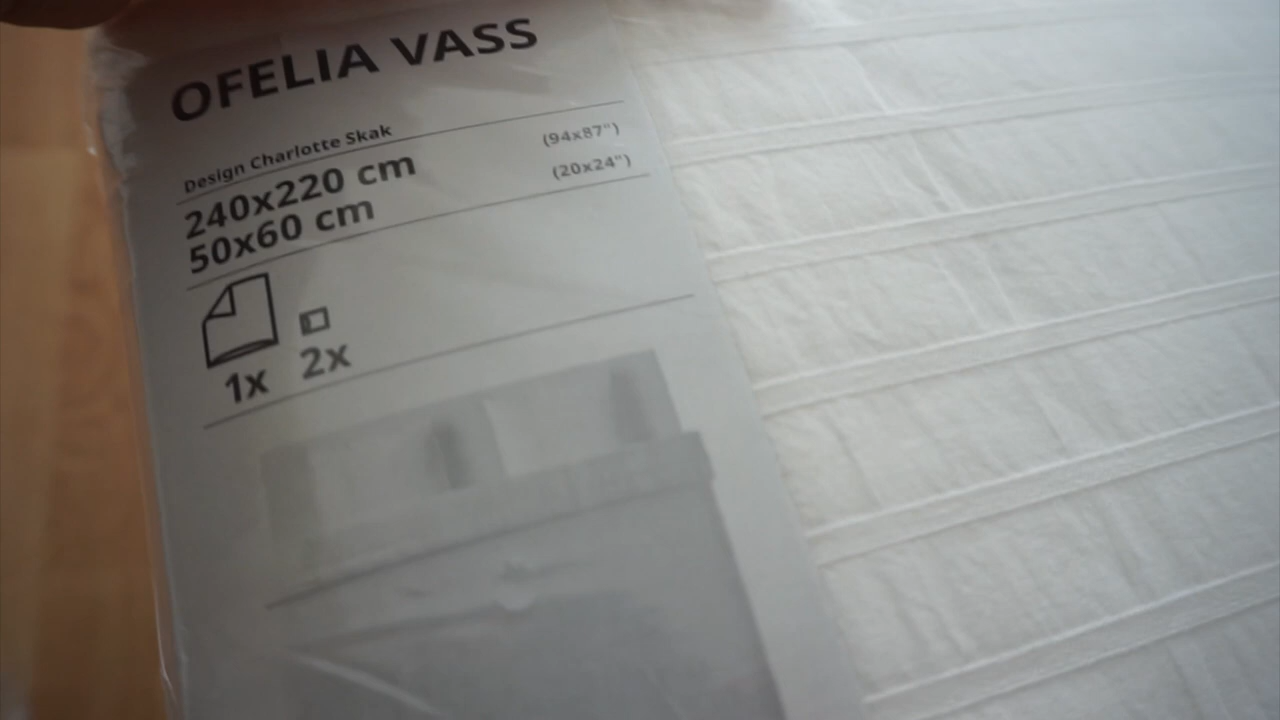 OFELIA VASS
Design Charlotte Skak
240x220 cm (94x87")
50x60 cm (20x24")
1x 2x